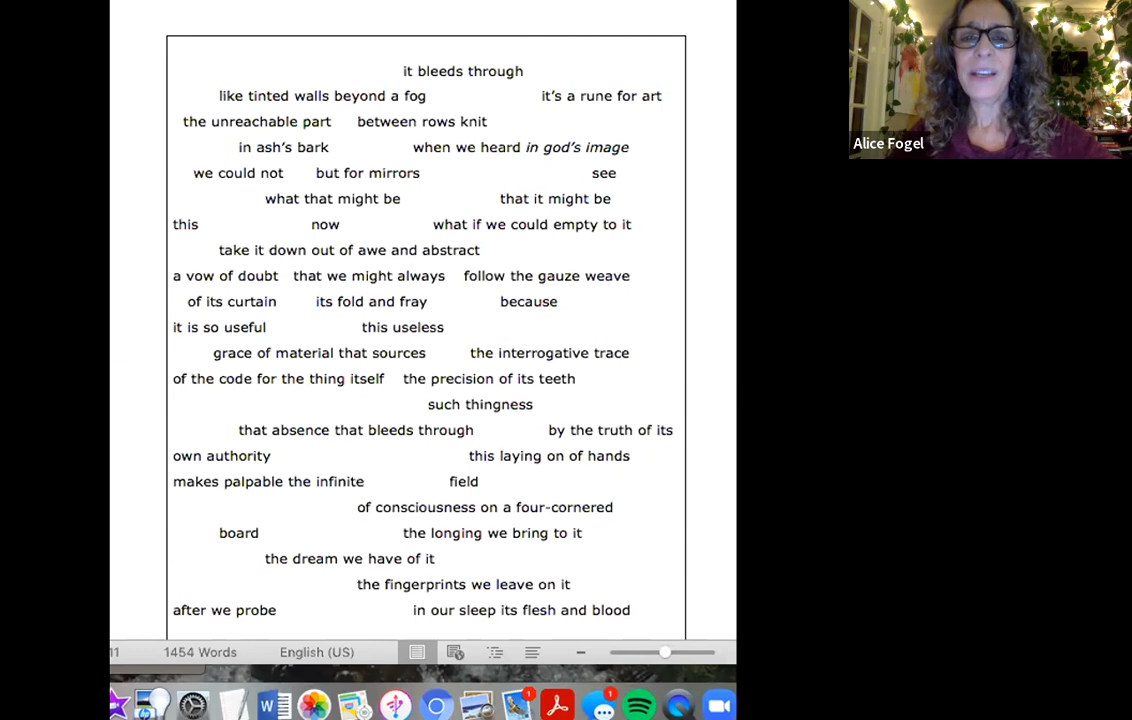 it bleeds through
like tinted walls beyond a fog it's a rune for art
the unreachable part between rows knit
in ash's bark when we heard in god's image
we could not but for mirrors see
what that might be that it might be
this now what if we could empty to it
take it down out of awe and abstract
a vow of doubt that we might always follow the gauze weave
of its curtain its fold and fray because
it is so useful this useless
grace of material that sources the interrogative trace
of the code for the thing itself the precision of its teeth
such thingness
that absence that bleeds through by the truth of its
own authority this laying on of hands
makes palpable the infinite field
of consciousness on a four-cornered
board the longing we bring to it
the dream we have of it
the fingerprints we leave on it
after we probe in our sleep its flesh and blood
11 1454 Words English (US)
W 1 1
Alice Fogel